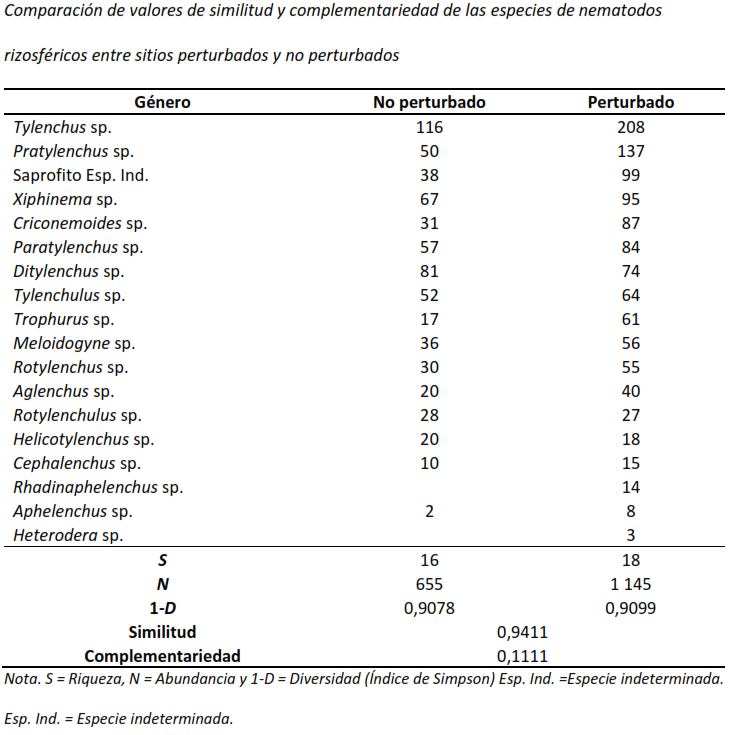 Comparación de valores de similitud y complementariedad de las especies de nematodos
rizosféricos entre sitios perturbados y no perturbados
Género No perturbado Perturbado
Tylenchus sp. 116 208
Pratylenchus sp. 50 137
Saprofito Esp. Ind. 38 99
Xiphinema sp. 67 95
Criconemoides sp. 31 87
Paratylenchus sp. 57 84
Ditylenchus sp. 81 74
Tylenchulus sp. 52 64
Trophurus sp. 17 61
Meloidogyne sp. 36 56
Rotylenchus sp. 30 55
Aglenchus sp. 20 40
Rotylenchulus sp. 28 27
Helicotylenchus sp. 20 18
Cephalenchus sp. 10 15
Rhadinaphelenchus sp. 14
Aphelenchus sp. 2 8
Heterodera sp. 3
S 16 18
N 655 1 145
1-D 0,9078 0,9099
Similitud 0,9411
Complementariedad 0,1111
Nota. S = Riqueza, N = Abundancia y 1-D = Diversidad (Índice de Simpson) Esp. Ind. =Especie indeterminada.
Esp. Ind. = Especie indeterminada.